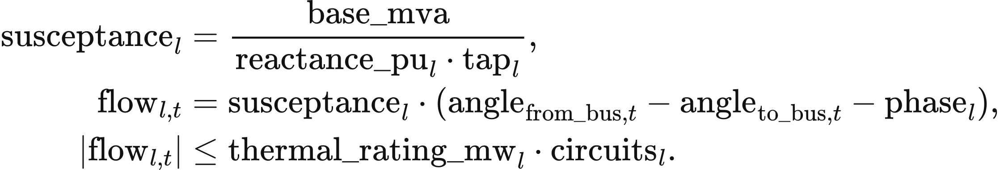 susceptance_l = base_mva / (reactance_pu_l · tap_l),
flow_{l,t} = susceptance_l · (angle_{from_bus,t} − angle_{to_bus,t} − phase_l),
|flow_{l,t}| ≤ thermal_rating_mw_l · circuits_l.